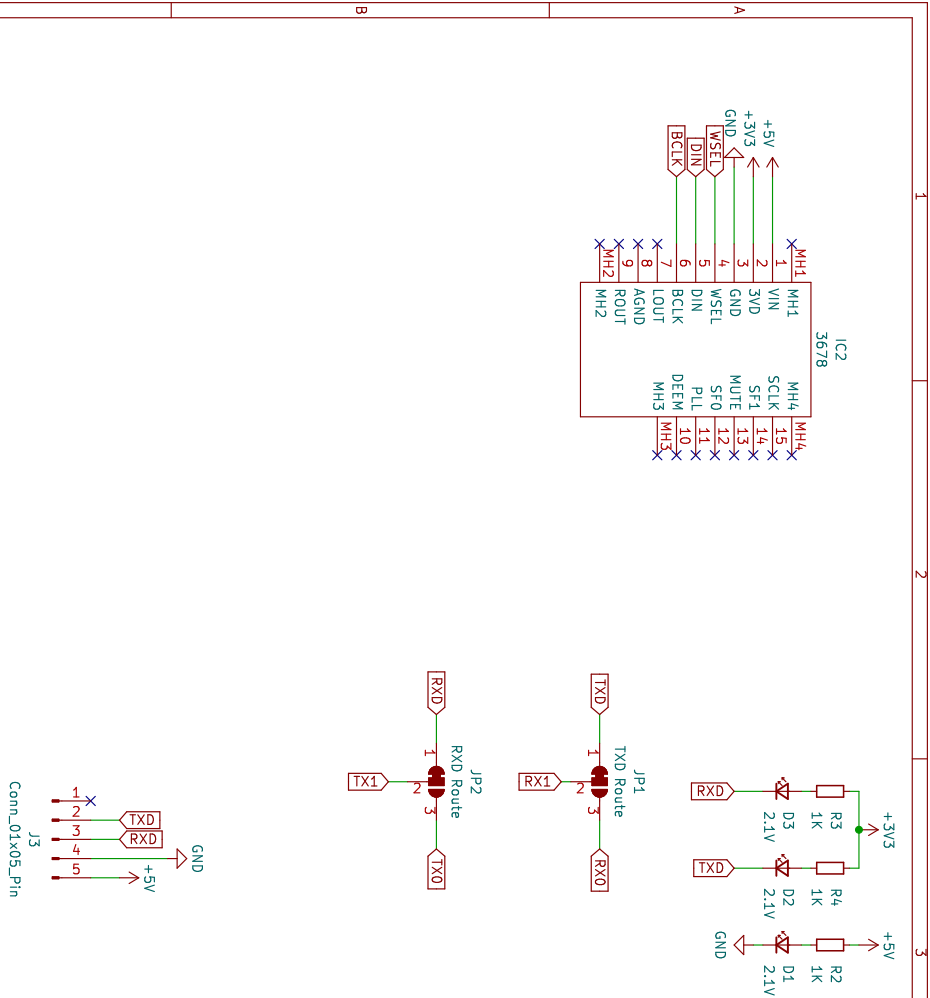 A
B
1
2
3
+5V
+3V3
GND
WSEL
DIN
BCLK
IC2
3678
MH1
1
2
3
4
5
6
7
8
9
MH2
MH1
VIN
3VD
GND
WSEL
DIN
BCLK
LOUT
AGND
ROUT
MH2
MH4
SCLK
SF1
MUTE
SF0
PLL
DEEM
MH3
MH4
15
14
13
12
11
10
MH3
TXD
1
2
3
JP1
TXD Route
RX1
RX0
RXD
1
2
3
JP2
RXD Route
TX1
TX0
+3V3
R3
1K
D3
2.1V
RXD
R4
1K
D2
2.1V
TXD
+5V
R2
1K
D1
2.1V
GND
1
2
3
4
5
TXD
RXD
GND
+5V
J3
Conn_01x05_Pin